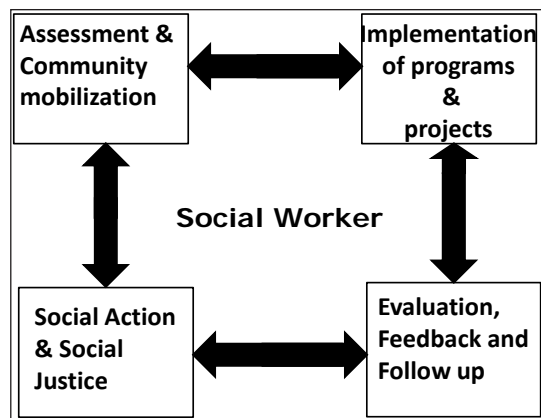 Assessment &
Community
mobilization
Implementation
of programs
&
projects
Social Worker
Social Action
& Social
Justice
Evaluation,
Feedback and
Follow up